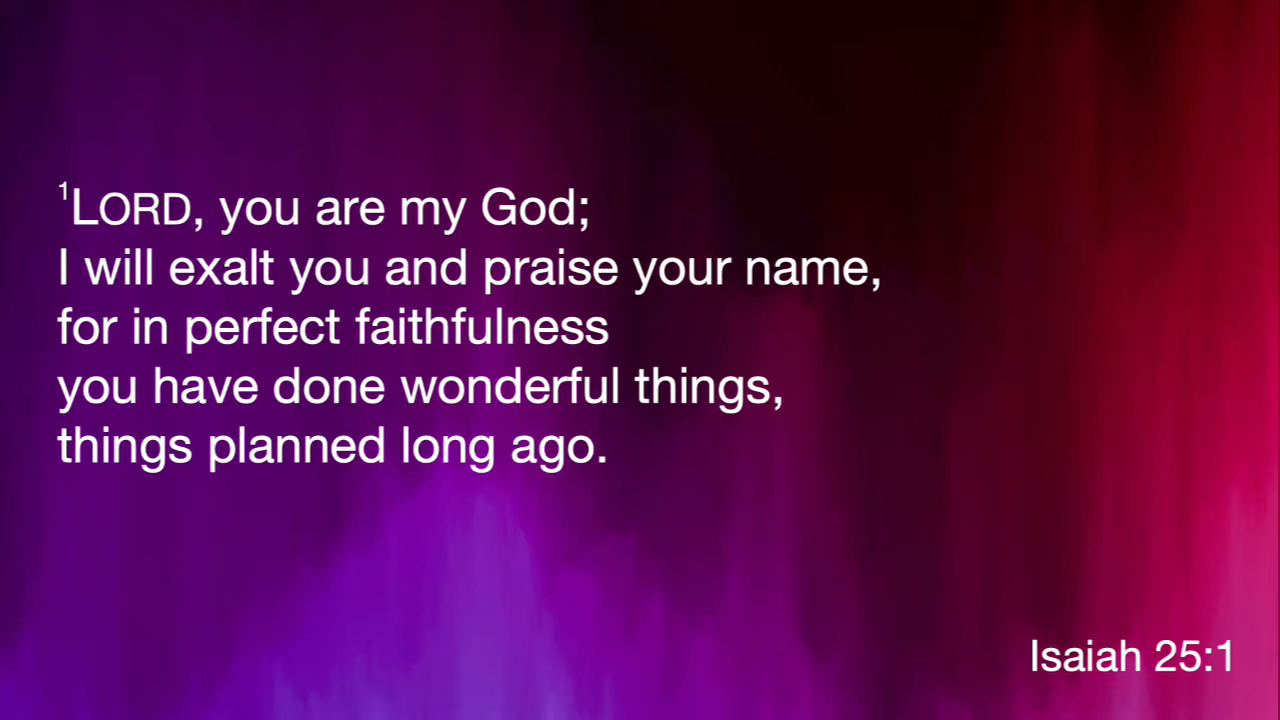 ¹LORD, you are my God;
I will exalt you and praise your name,
for in perfect faithfulness
you have done wonderful things,
things planned long ago.
Isaiah 25:1